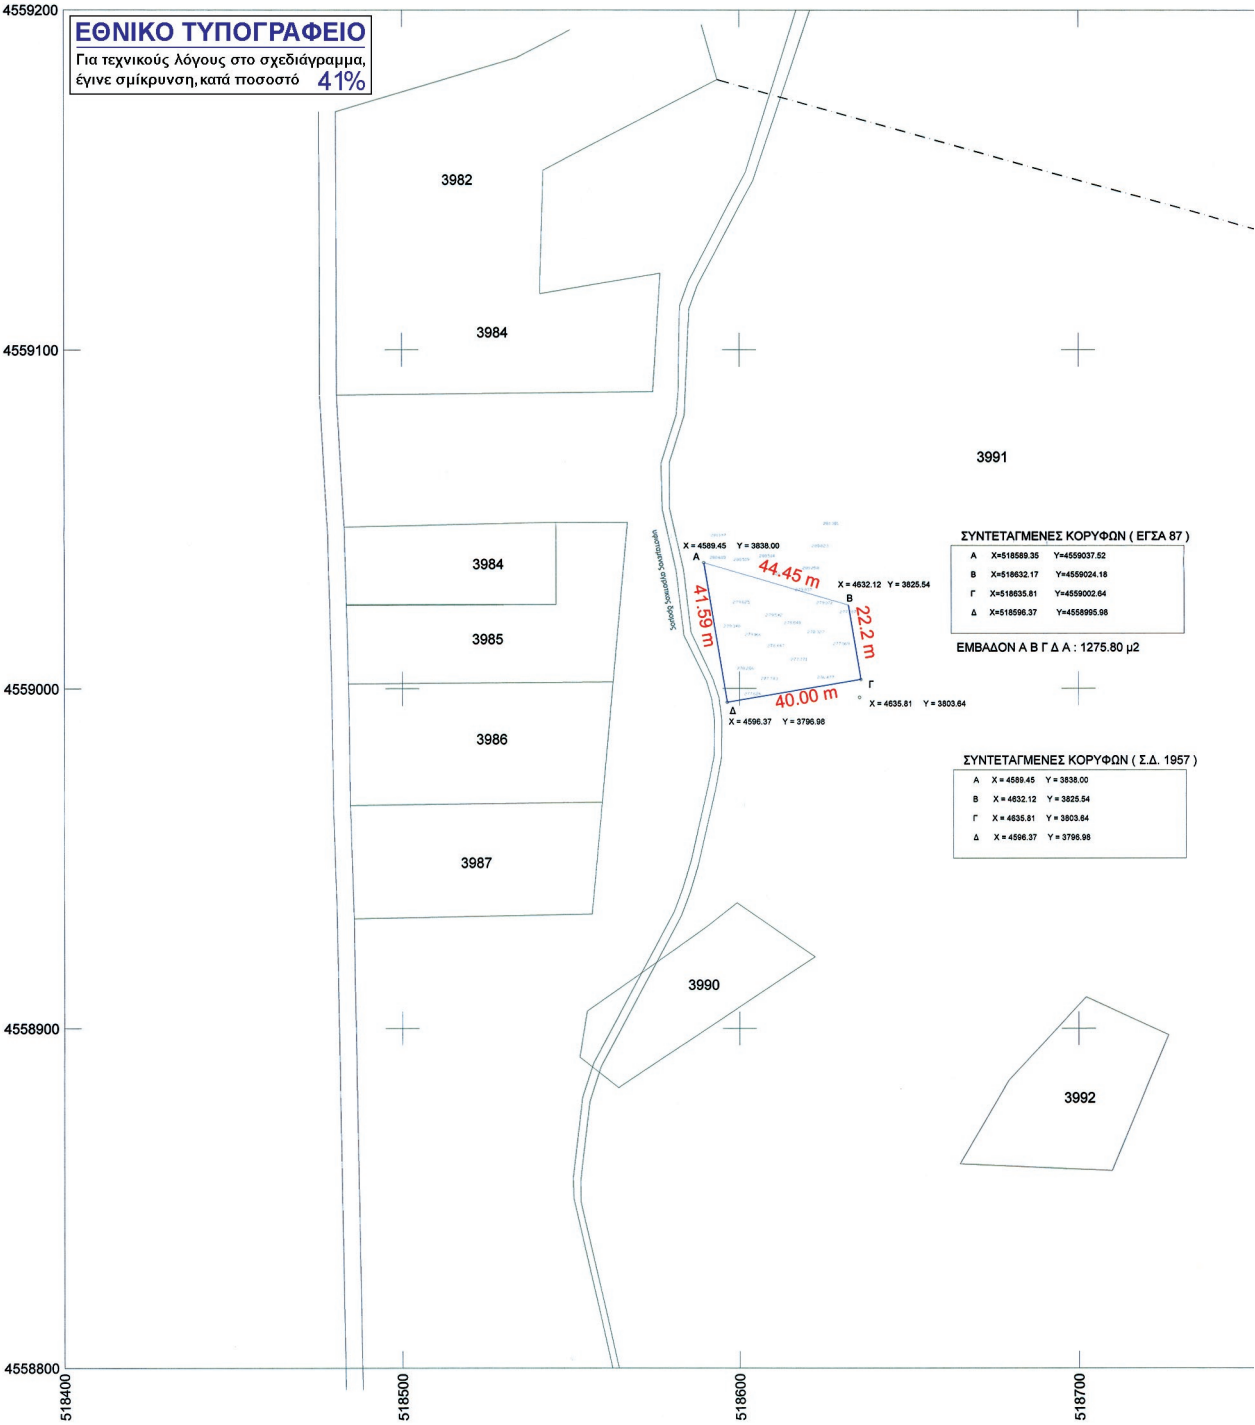 4559200
ΕΘΝΙΚΟ ΤΥΠΟΓΡΑΦΕΙΟ
Για τεχνικούς λόγους στο σχεδιάγραμμα,
έγινε σμίκρυνση, κατά ποσοστό 41%
3982
3984
4559100
3991
X = 4589.45 Y = 3838.00
A
44.45 m
X = 4632.12 Y = 3825.54
B
41.59 m
22.2 m
ΣΥΝΤΕΤΑΓΜΕΝΕΣ ΚΟΡΥΦΩΝ ( ΕΓΣΑ 87 )
Α X=518589.35 Y=4559037.52
Β X=518632.17 Y=4559024.18
Γ X=518635.81 Y=4559002.64
Δ X=518596.37 Y=4558995.98
ΕΜΒΑΔΟΝ Α Β Γ Δ Α : 1275.80 μ2
3984
3985
4559000
40.00 m
Γ
X = 4635.81 Y = 3803.64
Δ
X = 4596.37 Y = 3796.98
3986
ΣΥΝΤΕΤΑΓΜΕΝΕΣ ΚΟΡΥΦΩΝ ( Σ.Δ. 1957 )
Α X = 4589.45 Y = 3838.00
Β X = 4632.12 Y = 3825.54
Γ X = 4635.81 Y = 3803.64
Δ X = 4596.37 Y = 3796.98
3987
3990
4558900
3992
4558800
518400
518500
518600
518700